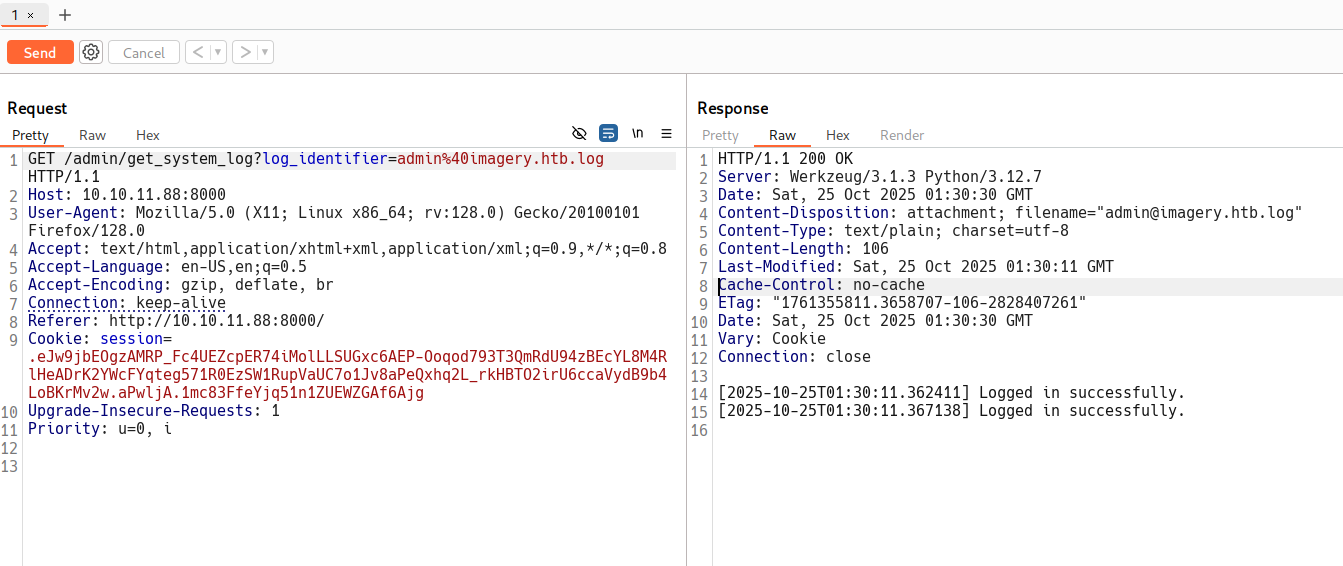 1 × +
Send Cancel < ▼ > ▼
Request
Pretty Raw Hex \n
1 GET /admin/get_system_log?log_identifier=admin%40imagery.htb.log
HTTP/1.1
2 Host: 10.10.11.88:8000
3 User-Agent: Mozilla/5.0 (X11; Linux x86_64; rv:128.0) Gecko/20100101
Firefox/128.0
4 Accept: text/html,application/xhtml+xml,application/xml;q=0.9,*/*;q=0.8
5 Accept-Language: en-US,en;q=0.5
6 Accept-Encoding: gzip, deflate, br
7 Connection: keep-alive
8 Referer: http://10.10.11.88:8000/
9 Cookie: session=
.eJw9jbEOgzAMRP_Fc4UEZcpER74iMolLLSUGxc6AEP-Ooqod793T3QmRdU94zBEcYL8M4R
lHeADrK2YWcFYqteg571R0EzSW1RupVaUC7o1Jv8aPeQxhq2L_rkHBTO2irU6ccaVydB9b4
LoBKrMv2w.aPwljA.1mc83FfeYjq51n1ZUEWZGAf6Ajg
10 Upgrade-Insecure-Requests: 1
11 Priority: u=0, i
12
13
Response
Pretty Raw Hex Render
1 HTTP/1.1 200 OK
2 Server: Werkzeug/3.1.3 Python/3.12.7
3 Date: Sat, 25 Oct 2025 01:30:30 GMT
4 Content-Disposition: attachment; filename="admin@imagery.htb.log"
5 Content-Type: text/plain; charset=utf-8
6 Content-Length: 106
7 Last-Modified: Sat, 25 Oct 2025 01:30:11 GMT
8 Cache-Control: no-cache
9 ETag: "1761355811.3658707-106-2828407261"
10 Date: Sat, 25 Oct 2025 01:30:30 GMT
11 Vary: Cookie
12 Connection: close
13
14 [2025-10-25T01:30:11.362411] Logged in successfully.
15 [2025-10-25T01:30:11.367138] Logged in successfully.
16